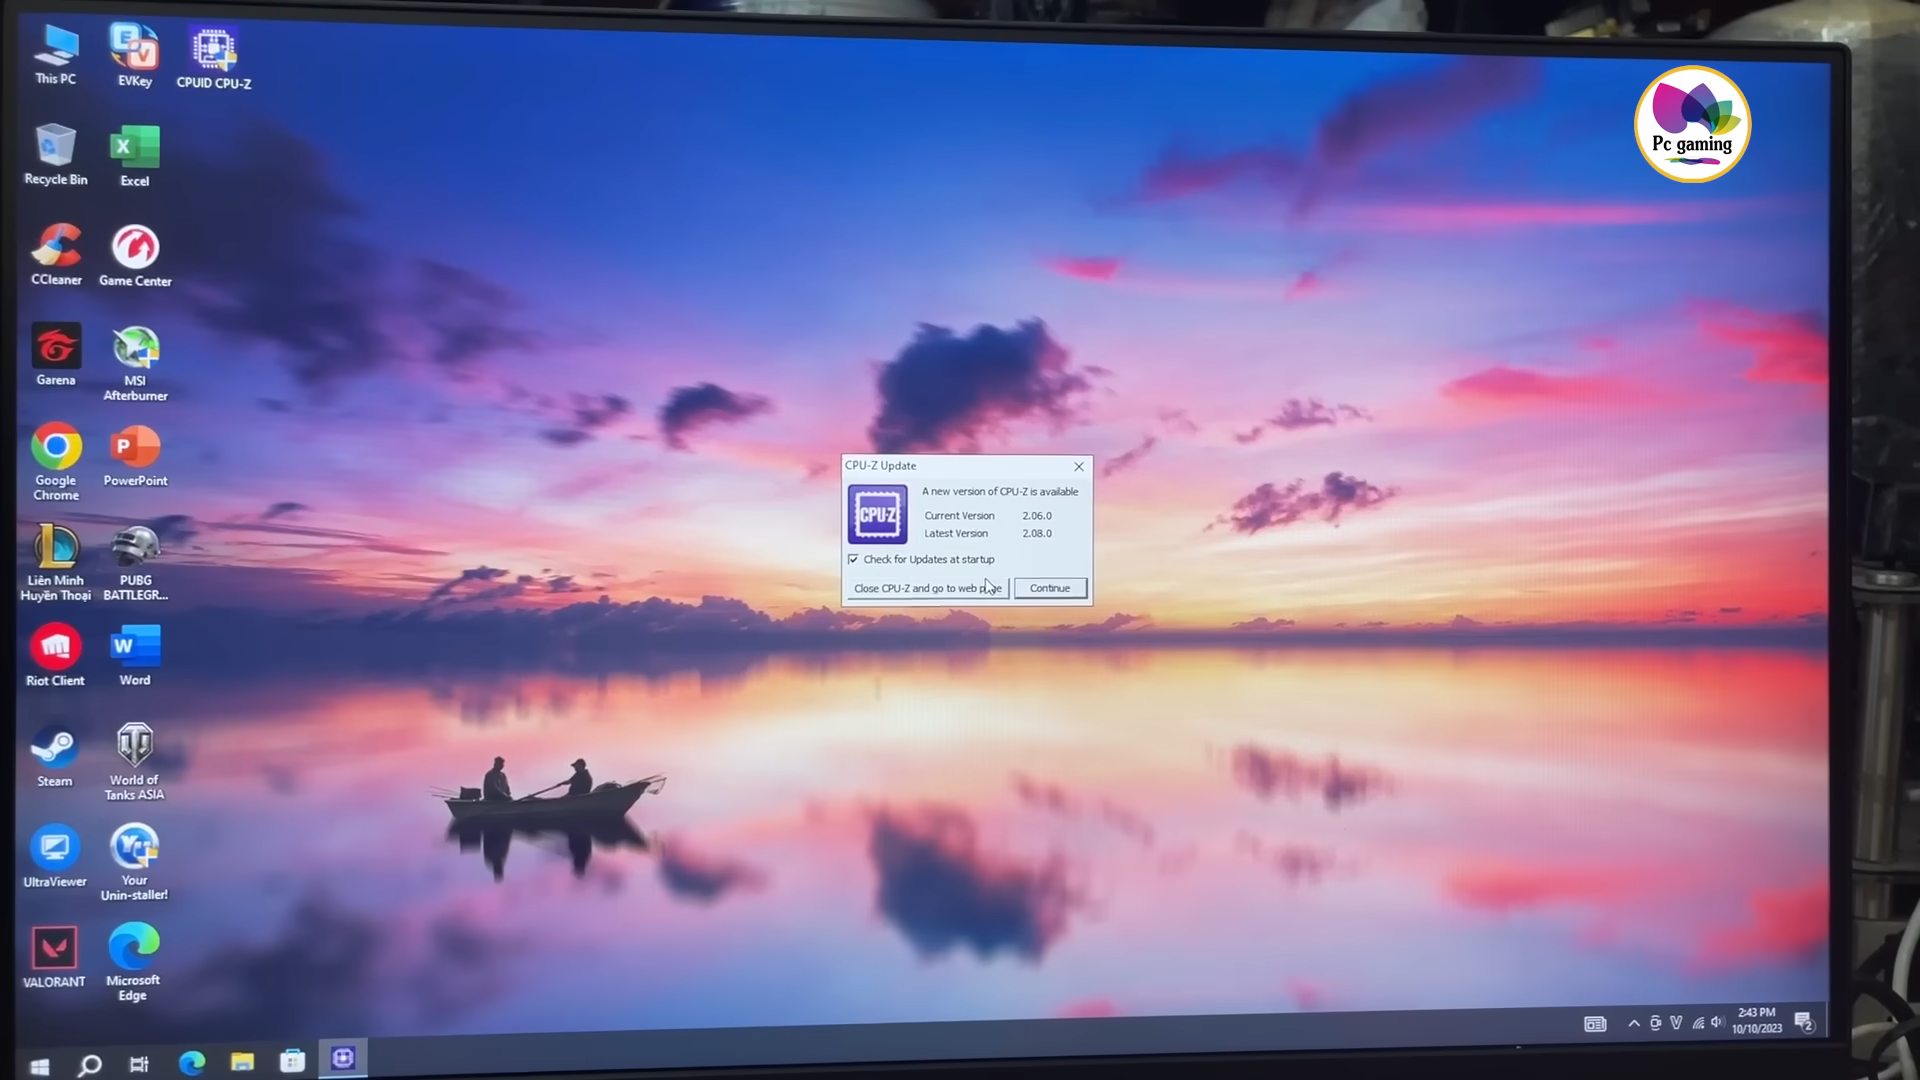 This PC
EVKey
CPUID CPU-Z
Recycle Bin
Excel
CCleaner
Game Center
Garena
MSI
Afterburner
Google
Chrome
PowerPoint
Liên Minh
Huyền Thoại
PUBG
BATTLEGR...
Riot Client
Word
Steam
World of
Tanks ASIA
UltraViewer
Your
Unin-staller!
VALORANT
Microsoft
Edge
Pc gaming
CPU-Z Update
CPU-Z
A new version of CPU-Z is available
Current Version 2.06.0
Latest Version 2.08.0
Check for Updates at startup
Close CPU-Z and go to web page
Continue
2:43 PM
10/10/2023
2